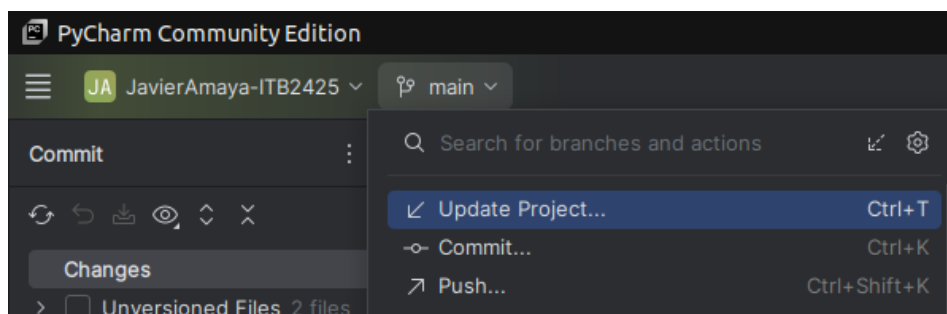 PC PyCharm Community Edition
JA JavierAmaya-ITB2425 main
Commit
Search for branches and actions
Update Project... Ctrl+T
Commit... Ctrl+K
Push... Ctrl+Shift+K
Changes
Unversioned Files 2 files